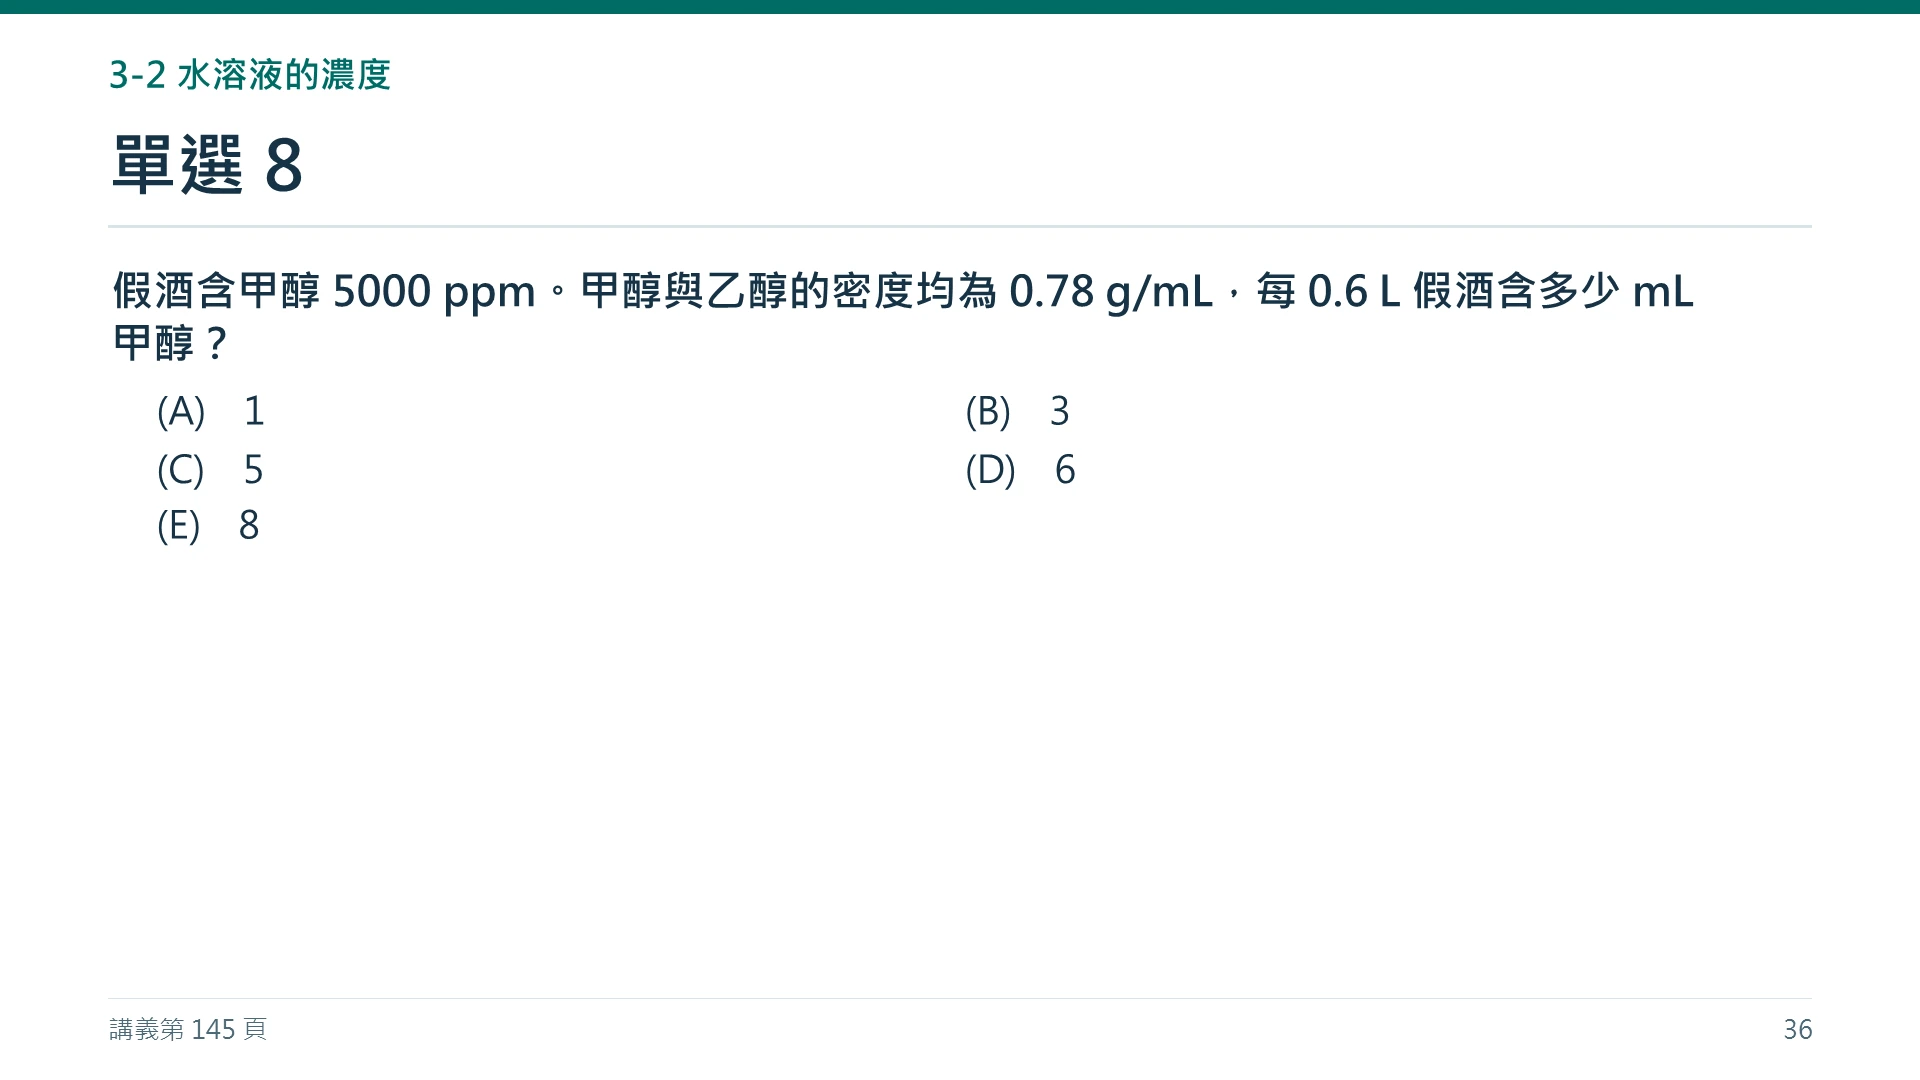 3-2 水溶液的濃度
單選 8
假酒含甲醇 5000 ppm。甲醇與乙醇的密度均為 0.78 g/mL，每 0.6 L 假酒含多少 mL
甲醇？
(A) 1 (B) 3
(C) 5 (D) 6
(E) 8
講義第 145 頁 36